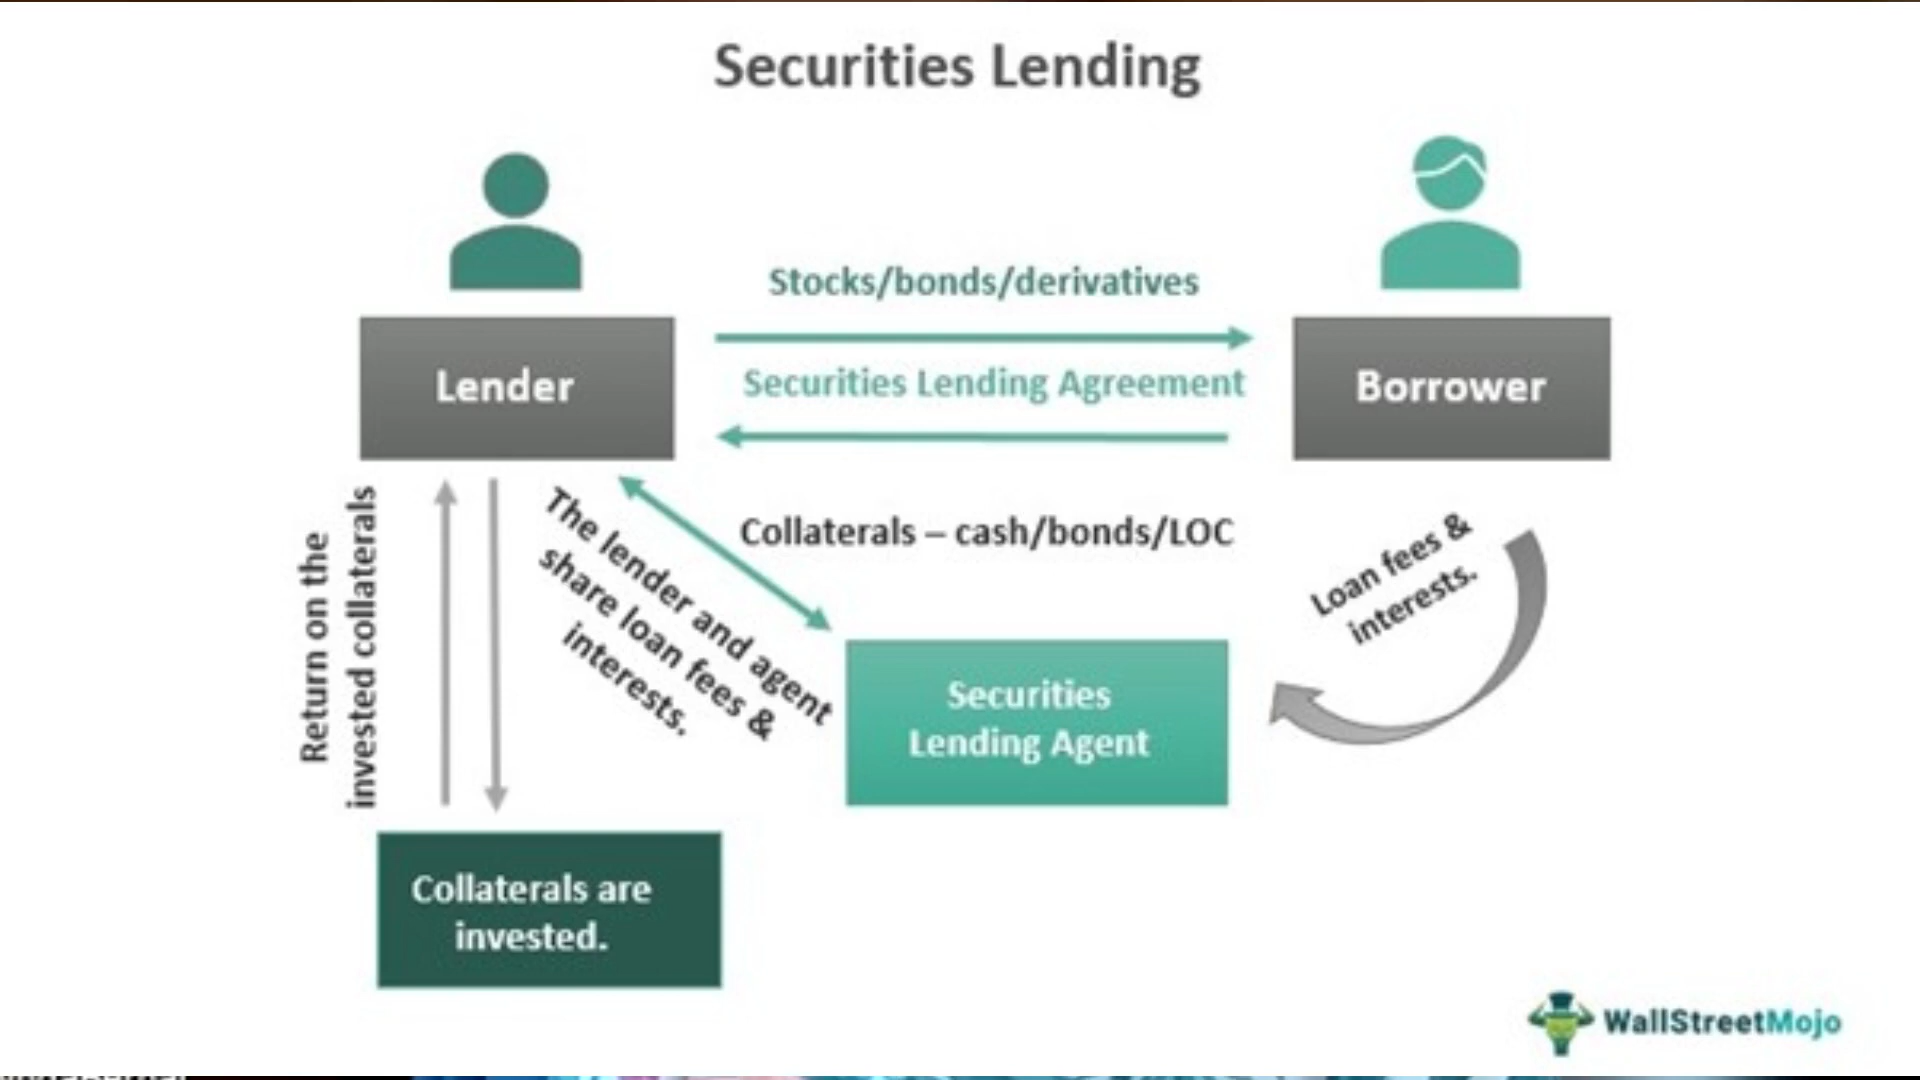 Securities Lending
Stocks/bonds/derivatives
Lender
Securities Lending Agreement
Borrower
Collaterals – cash/bonds/LOC
Return on the
invested collaterals
The lender and agent
share loan fees &
interests.
Loan fees &
interests.
Securities
Lending Agent
Collaterals are
invested.
WallStreetMojo